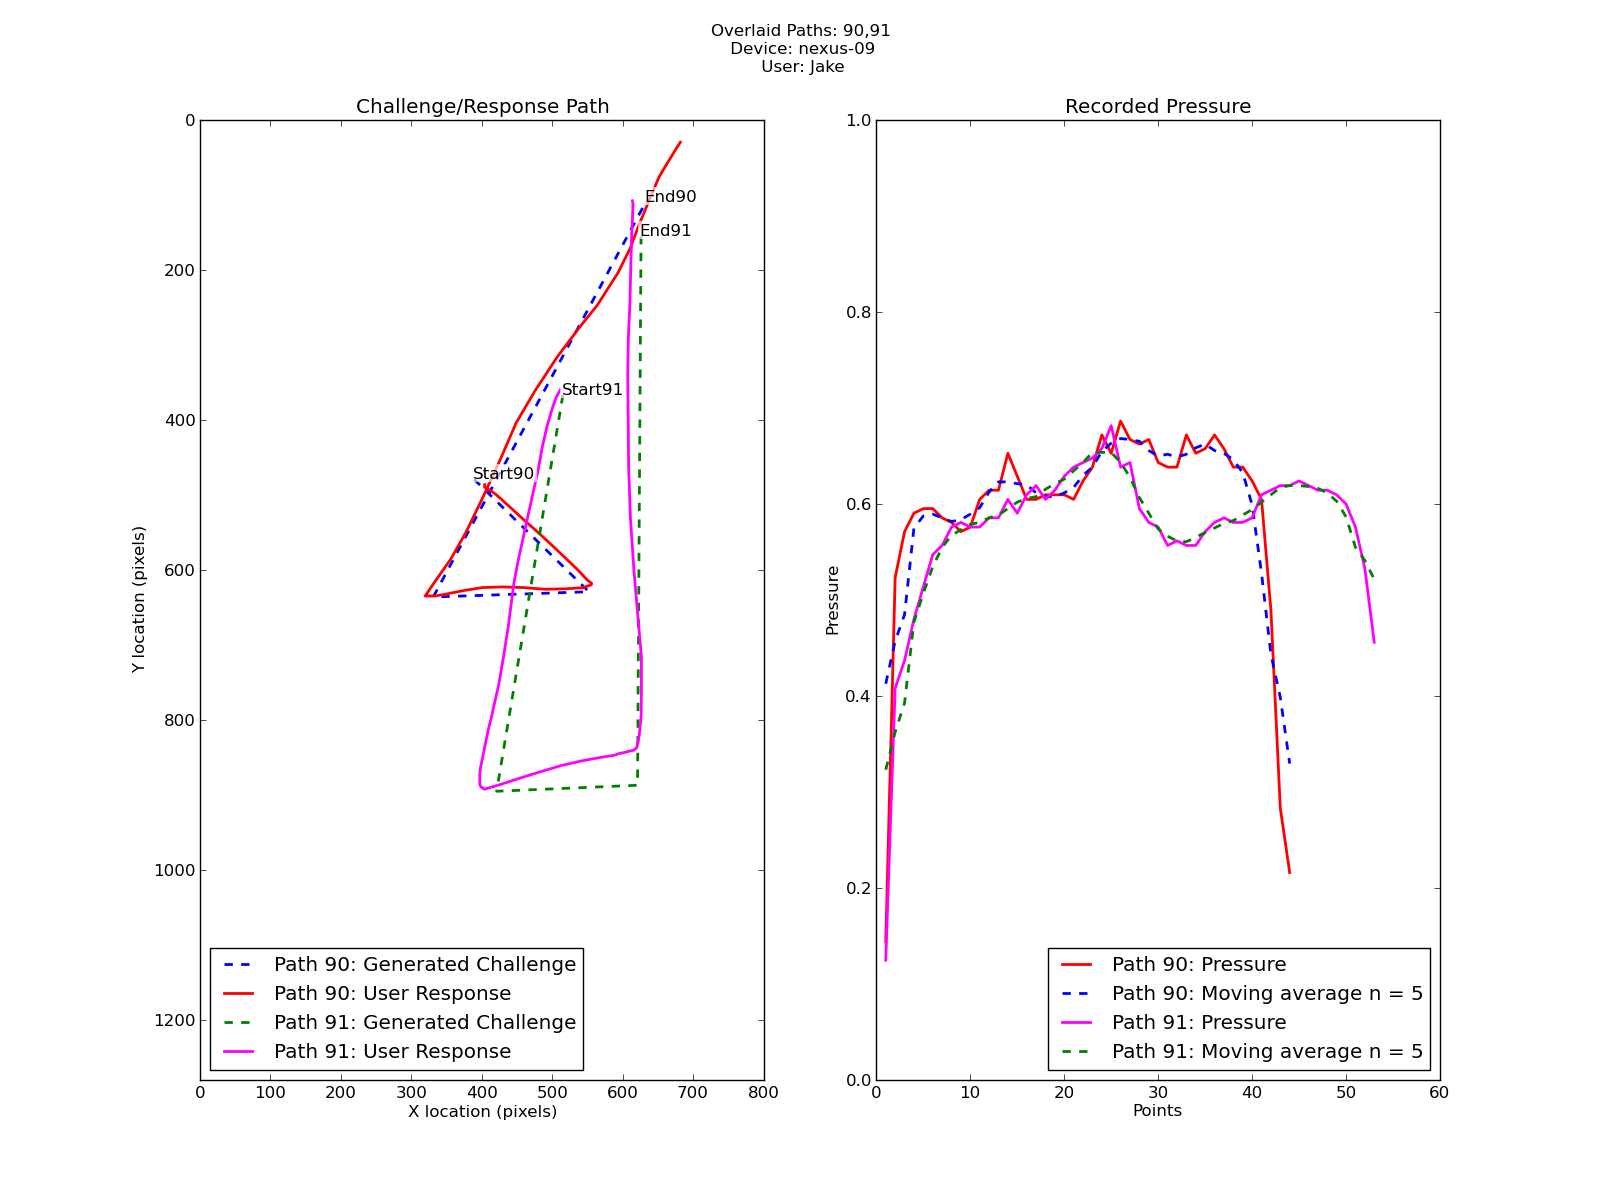 Overlaid Paths: 90,91
Device: nexus-09
User: Jake
Challenge/Response Path
0
200
400
600
800
1000
1200
Y location (pixels)
End90
End91
Start91
Start90
Path 90: Generated Challenge
Path 90: User Response
Path 91: Generated Challenge
Path 91: User Response
0 100 200 300 400 500 600 700 800
X location (pixels)
Recorded Pressure
1.0
0.8
0.6
0.4
0.2
0.0
Pressure
Path 90: Pressure
Path 90: Moving average n = 5
Path 91: Pressure
Path 91: Moving average n = 5
0 10 20 30 40 50 60
Points